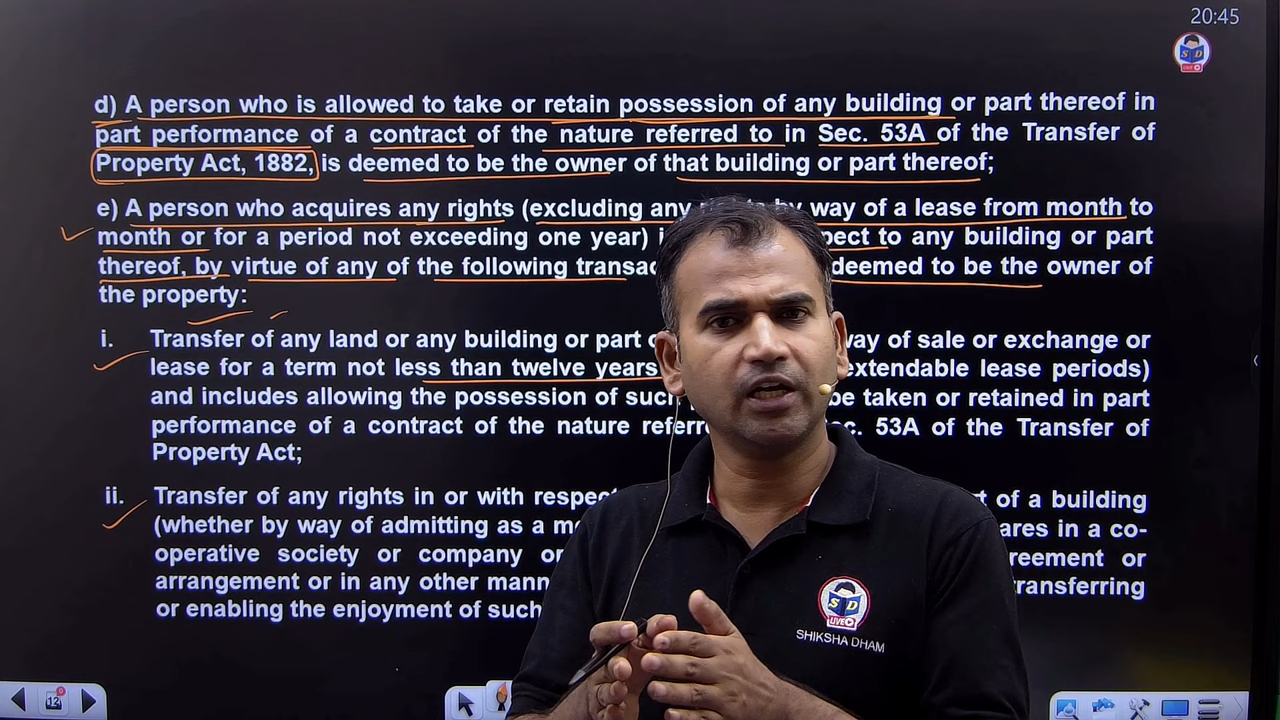 20:45
S D
LIVE
d) A person who is allowed to take or retain possession of any building or part thereof in
part performance of a contract of the nature referred to in Sec. 53A of the Transfer of
Property Act, 1882, is deemed to be the owner of that building or part thereof;
e) A person who acquires any rights (excluding any by way of a lease from month to
month or for a period not exceeding one year) to any building or part
thereof, by virtue of any of the following deemed to be the owner of
the property:
i. Transfer of any land or any building or part way of sale or exchange or
lease for a term not less than twelve years extendable lease periods)
and includes allowing the possession of such be taken or retained in part
performance of a contract of the nature 53A of the Transfer of
Property Act;
ii. Transfer of any rights in or with of a building
(whether by way of admitting as a in a co-
operative society or company or or
arrangement or in any other transferring
or enabling the enjoyment of such
S D
LIVE
SHIKSHA DHAM
12